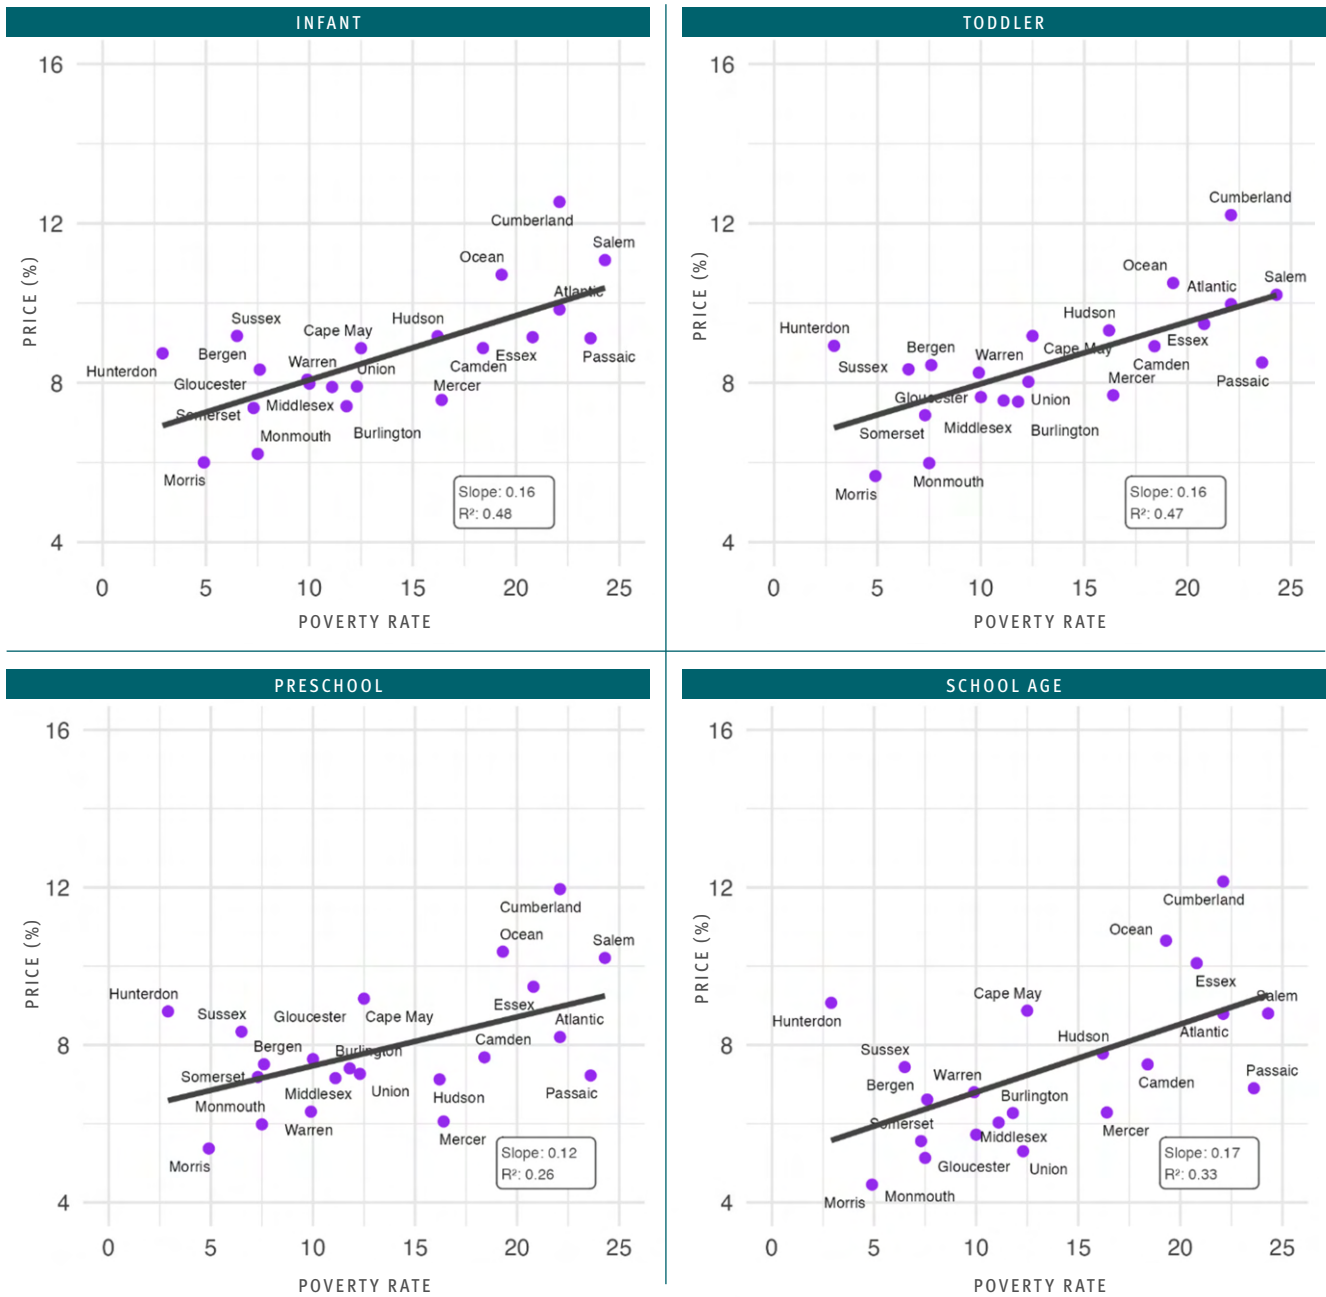 INFANT
16
12
8
4
PRICE (%)
Cumberland
Salem
Ocean
Atlantic
Sussex
Hudson
Cape May
Bergen
Warren
Essex
Passaic
Hunterdon
Camden
Union
Gloucester
Mercer
Middlesex
Somerset
Burlington
Monmouth
Morris
Slope: 0.16
R²: 0.48
0 5 10 15 20 25
POVERTY RATE
TODDLER
16
12
8
4
PRICE (%)
Cumberland
Ocean
Salem
Atlantic
Hudson
Hunterdon
Essex
Bergen
Cape May
Warren
Sussex
Camden
Mercer
Passaic
Gloucester
Union
Somerset
Middlesex
Burlington
Monmouth
Morris
Slope: 0.16
R²: 0.47
0 5 10 15 20 25
POVERTY RATE
PRESCHOOL
16
12
8
4
PRICE (%)
Cumberland
Ocean
Salem
Hunterdon
Essex
Sussex
Gloucester
Cape May
Atlantic
Camden
Bergen
Burlington
Somerset
Middlesex
Union
Passaic
Hudson
Monmouth
Warren
Mercer
Morris
Slope: 0.12
R²: 0.26
0 5 10 15 20 25
POVERTY RATE
SCHOOL AGE
16
12
8
4
PRICE (%)
Cumberland
Ocean
Essex
Cape May
Salem
Hunterdon
Atlantic
Hudson
Sussex
Warren
Passaic
Bergen
Camden
Burlington
Somerset
Mercer
Middlesex
Gloucester
Union
Monmouth
Morris
Slope: 0.17
R²: 0.33
0 5 10 15 20 25
POVERTY RATE